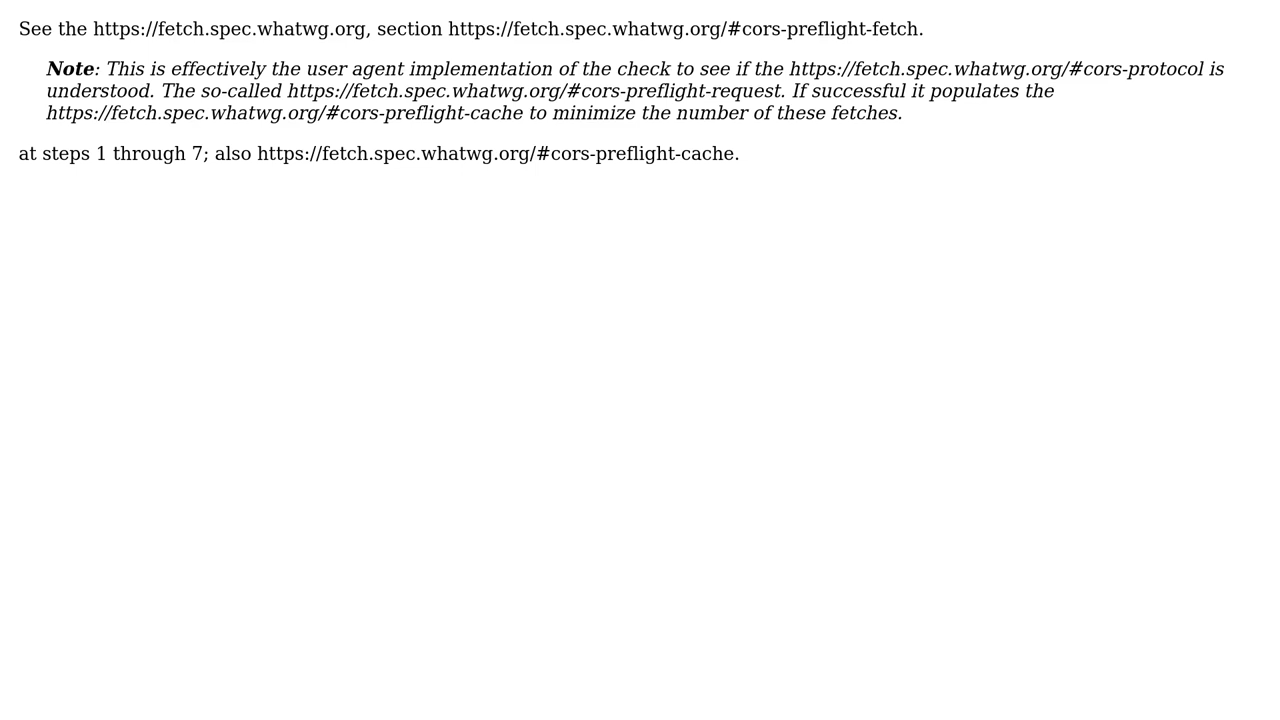 See the https://fetch.spec.whatwg.org, section https://fetch.spec.whatwg.org/#cors-preflight-fetch.
Note: This is effectively the user agent implementation of the check to see if the https://fetch.spec.whatwg.org/#cors-protocol is
understood. The so-called https://fetch.spec.whatwg.org/#cors-preflight-request. If successful it populates the
https://fetch.spec.whatwg.org/#cors-preflight-cache to minimize the number of these fetches.
at steps 1 through 7; also https://fetch.spec.whatwg.org/#cors-preflight-cache.